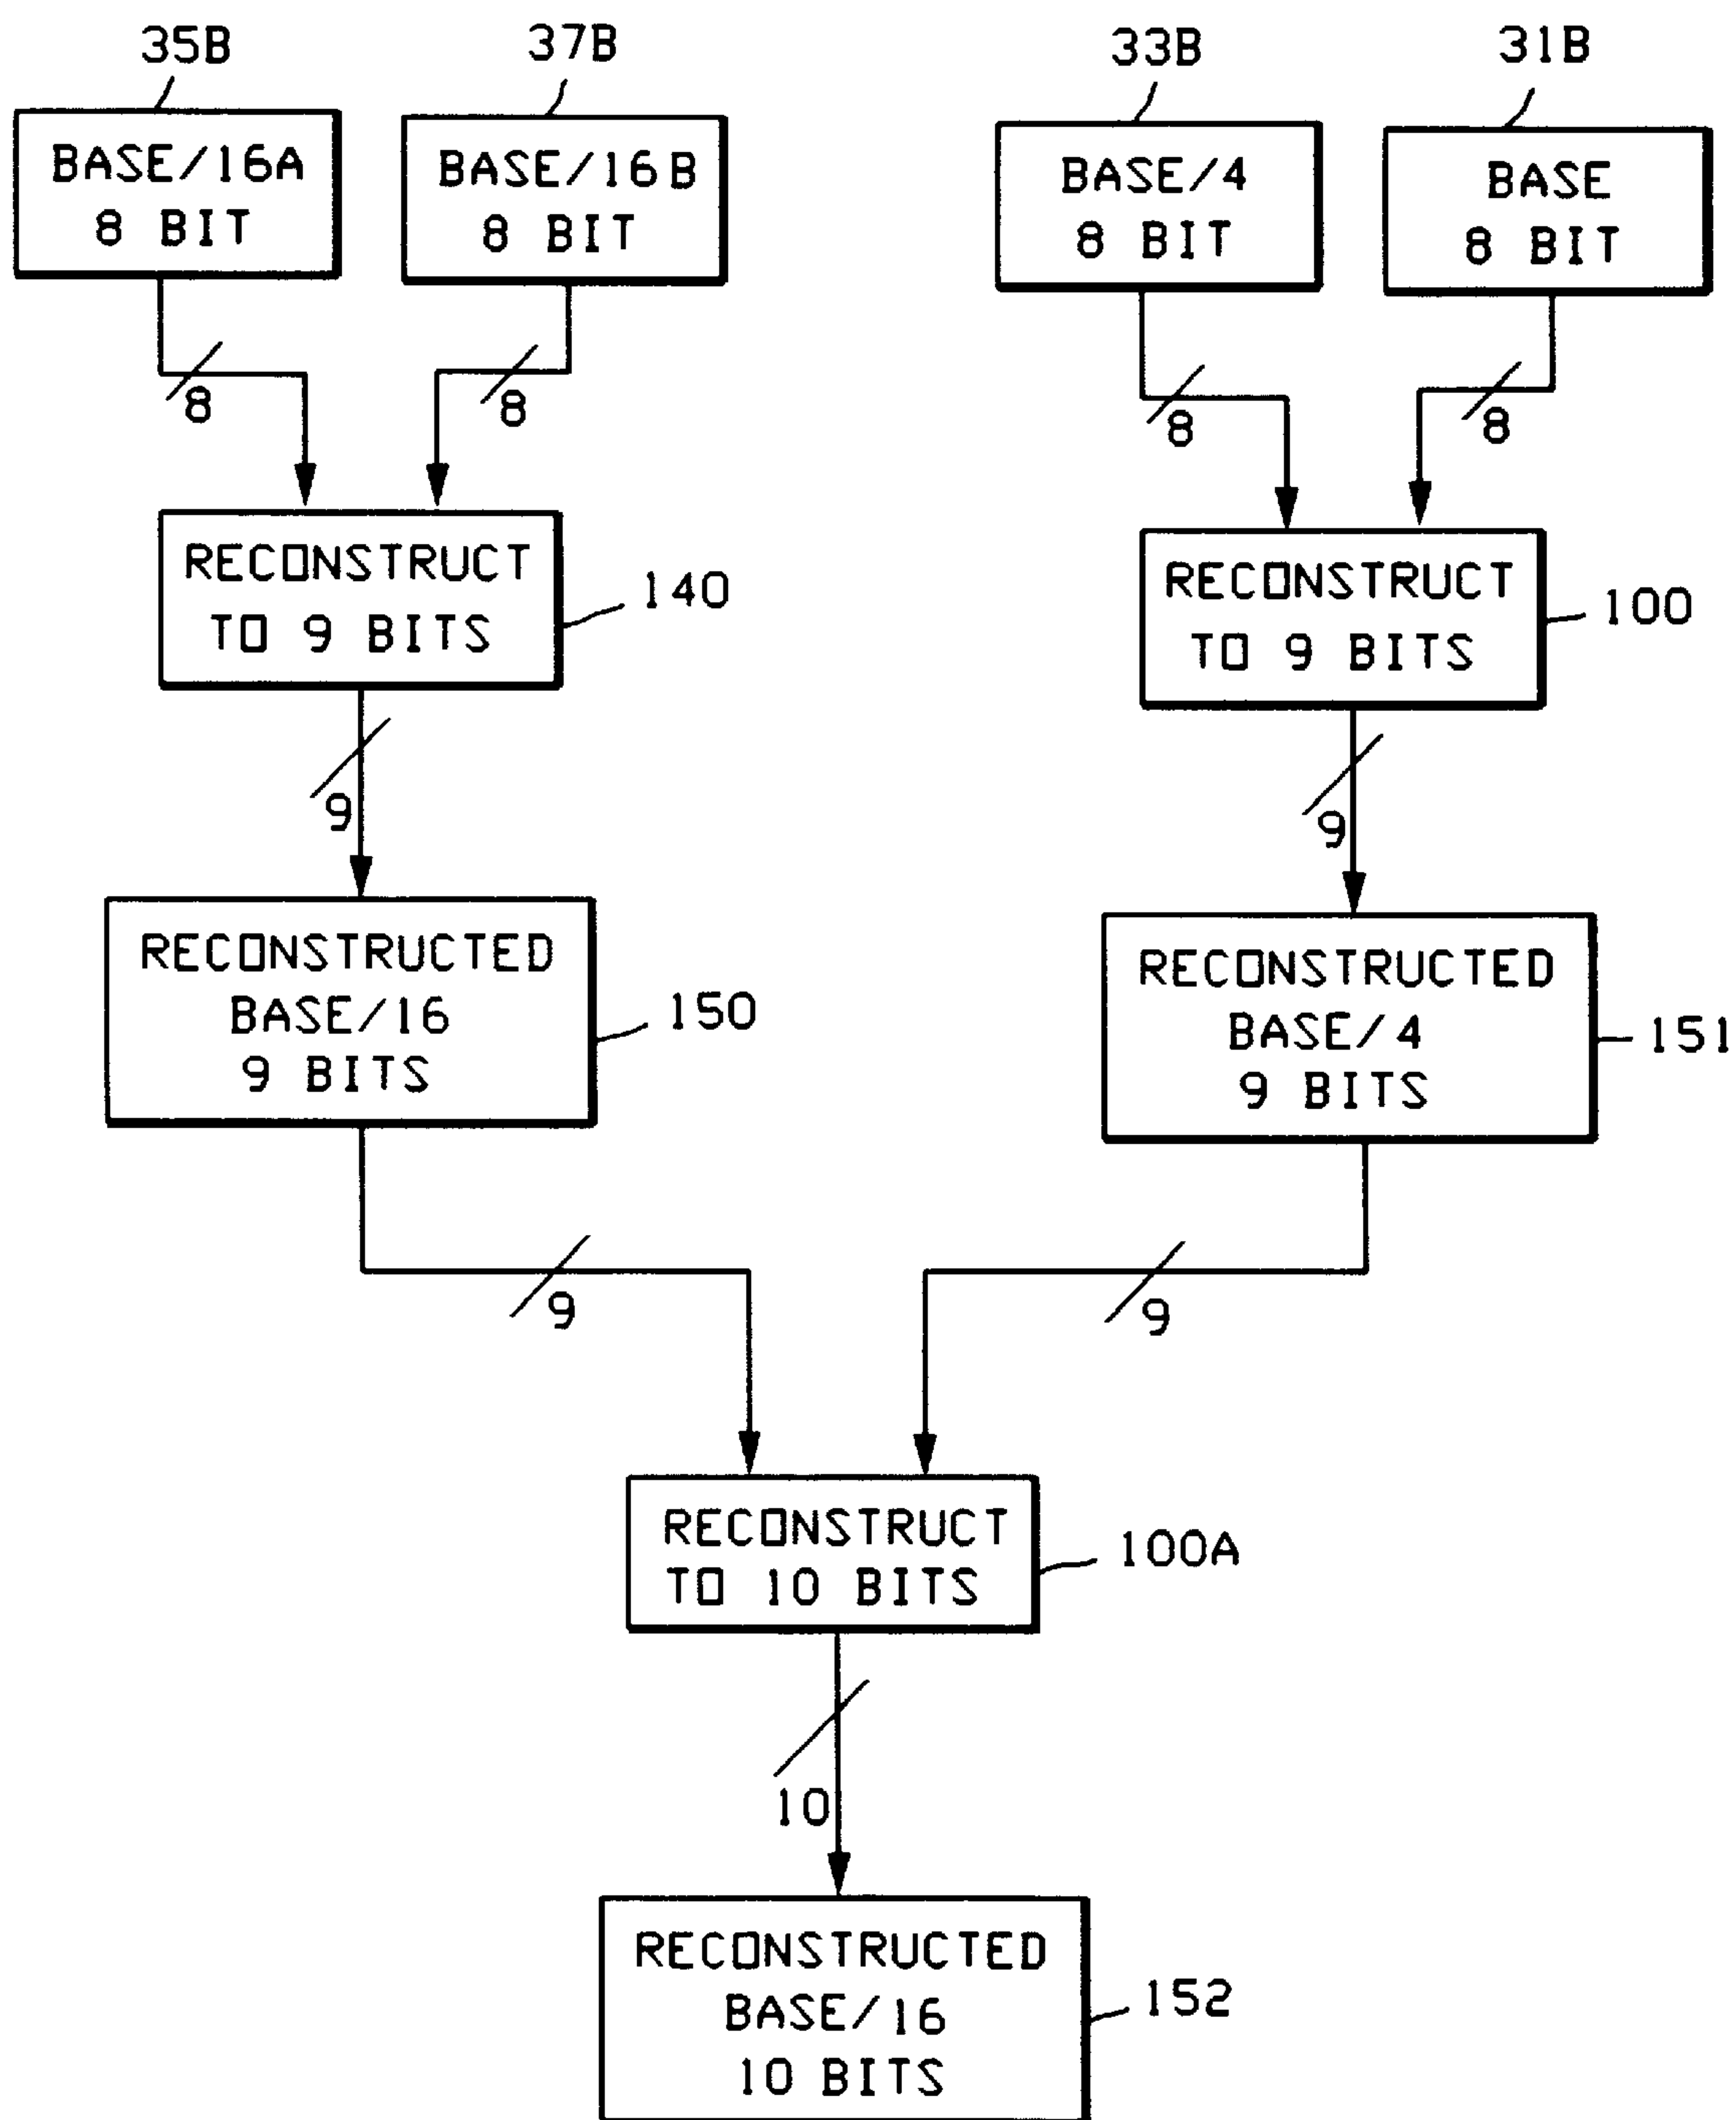 35B
37B
33B
31B
BASE/16A
8 BIT
BASE/16B
8 BIT
BASE/4
8 BIT
BASE
8 BIT
8
8
8
8
RECONSTRUCT
TO 9 BITS
140
RECONSTRUCT
TO 9 BITS
100
9
9
RECONSTRUCTED
BASE/16
9 BITS
150
RECONSTRUCTED
BASE/4
9 BITS
151
9
9
RECONSTRUCT
TO 10 BITS
100A
10
RECONSTRUCTED
BASE/16
10 BITS
152